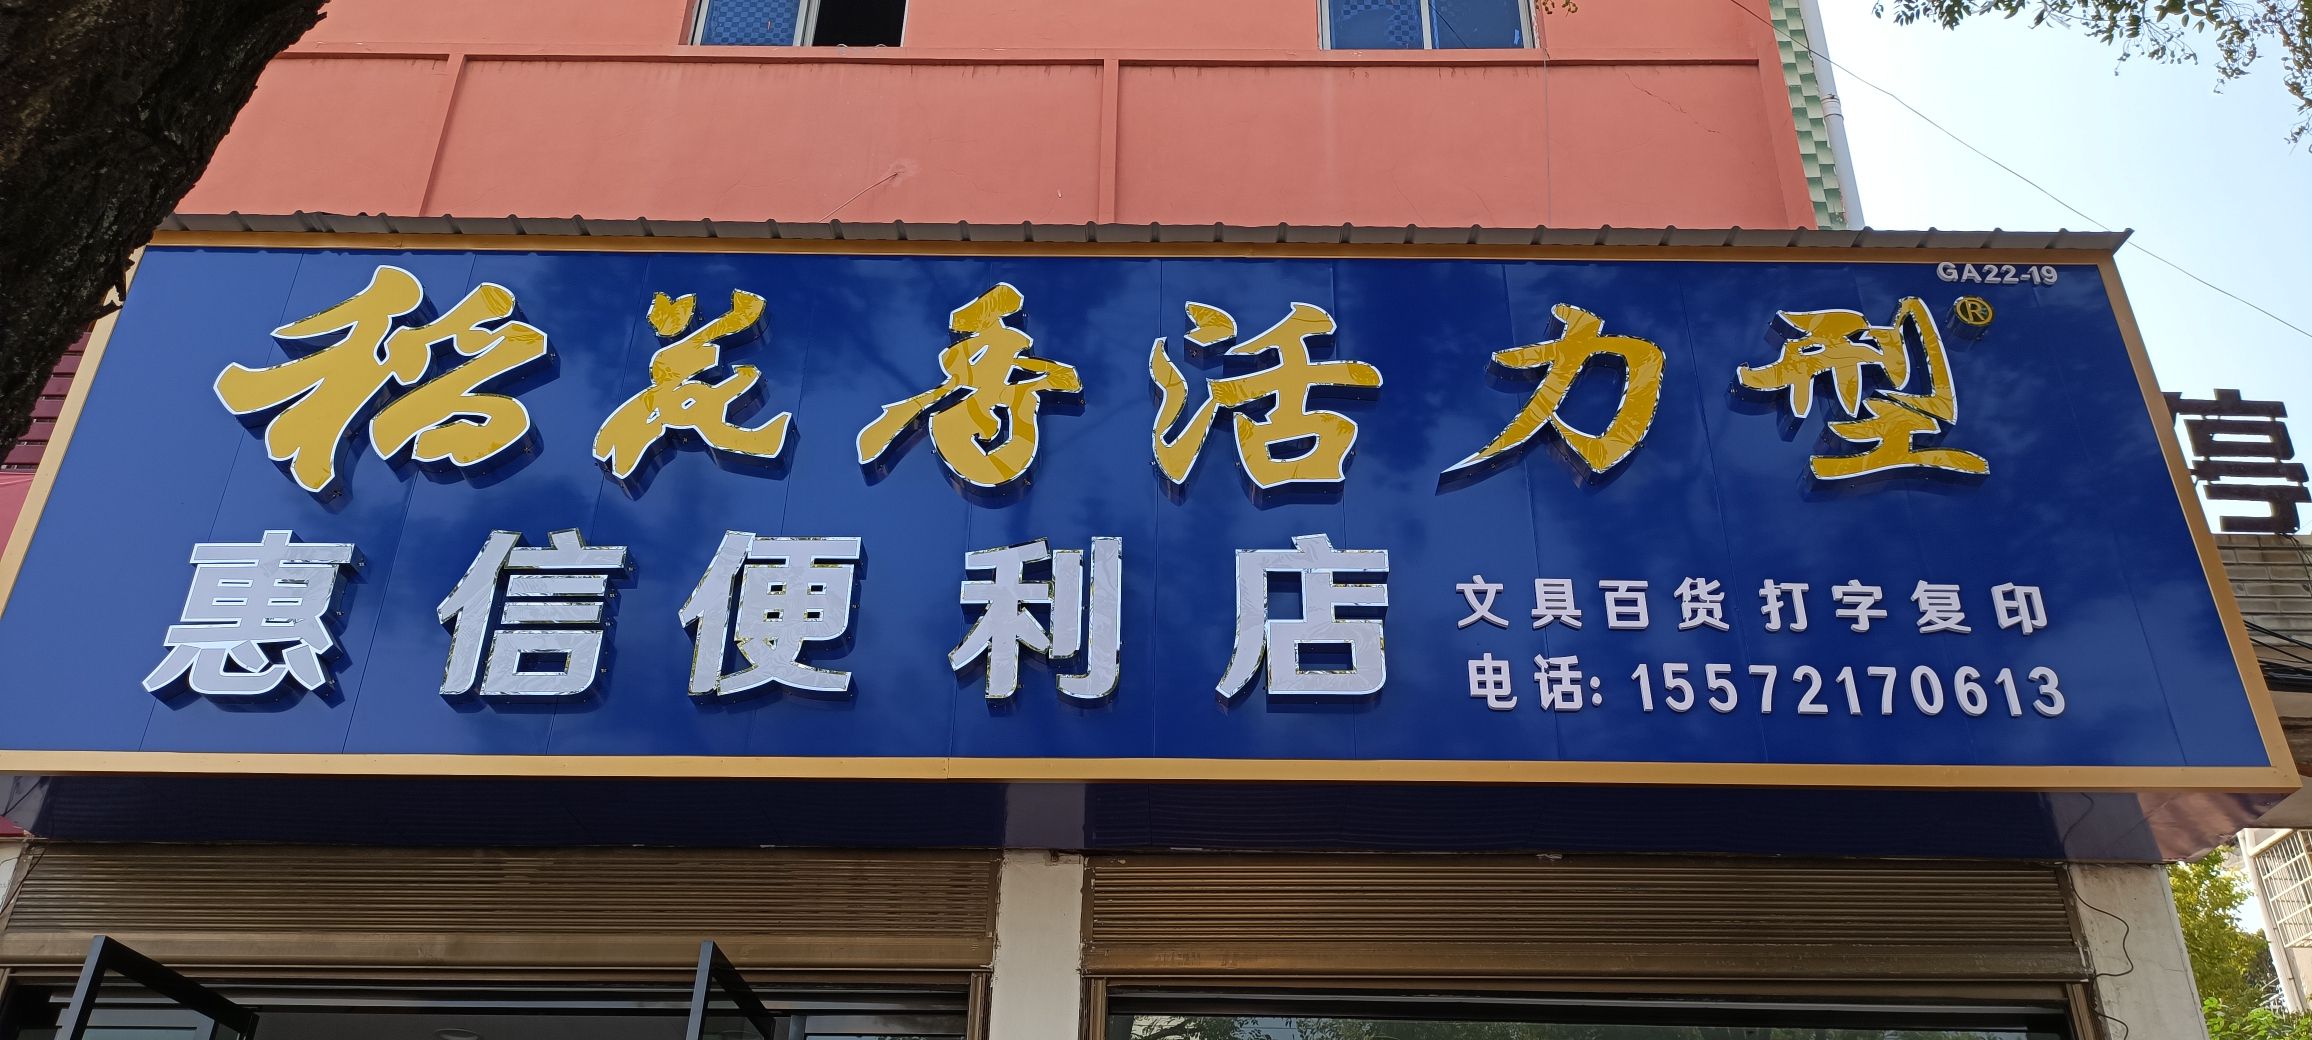 GA22-19
稻花香活力型®
惠信便利店
文具百货 打字复印
电话: 15572170613
亭